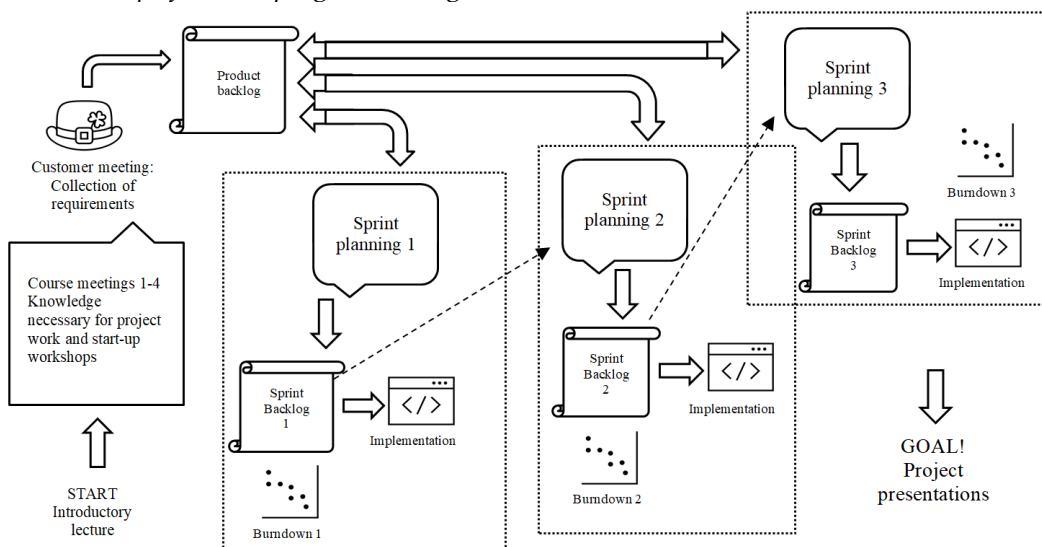 Product
backlog
Customer meeting:
Collection of
requirements
Course meetings 1-4
Knowledge
necessary for project
work and start-up
workshops
START
Introductory
lecture
Sprint
planning 1
Sprint
Backlog
1
Implementation
Burndown 1
Sprint
planning 2
Sprint
Backlog
2
Implementation
Burndown 2
Sprint
planning 3
Burndown 3
Sprint
Backlog
3
Implementation
GOAL!
Project
presentations